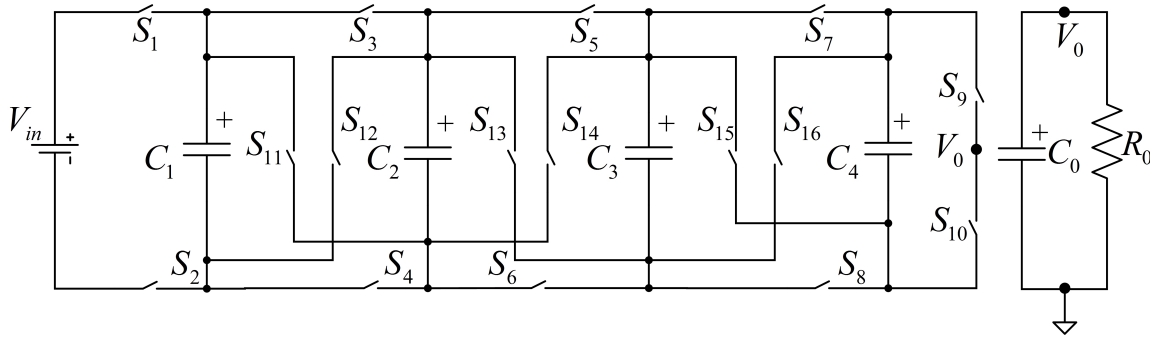 S1 S3 S5 S7 V0
Vin + - C1 + S11 S12 C2 + S13 S14 C3 + S15 S16 C4 + S9 V0 S10 + C0 R0
S2 S4 S6 S8